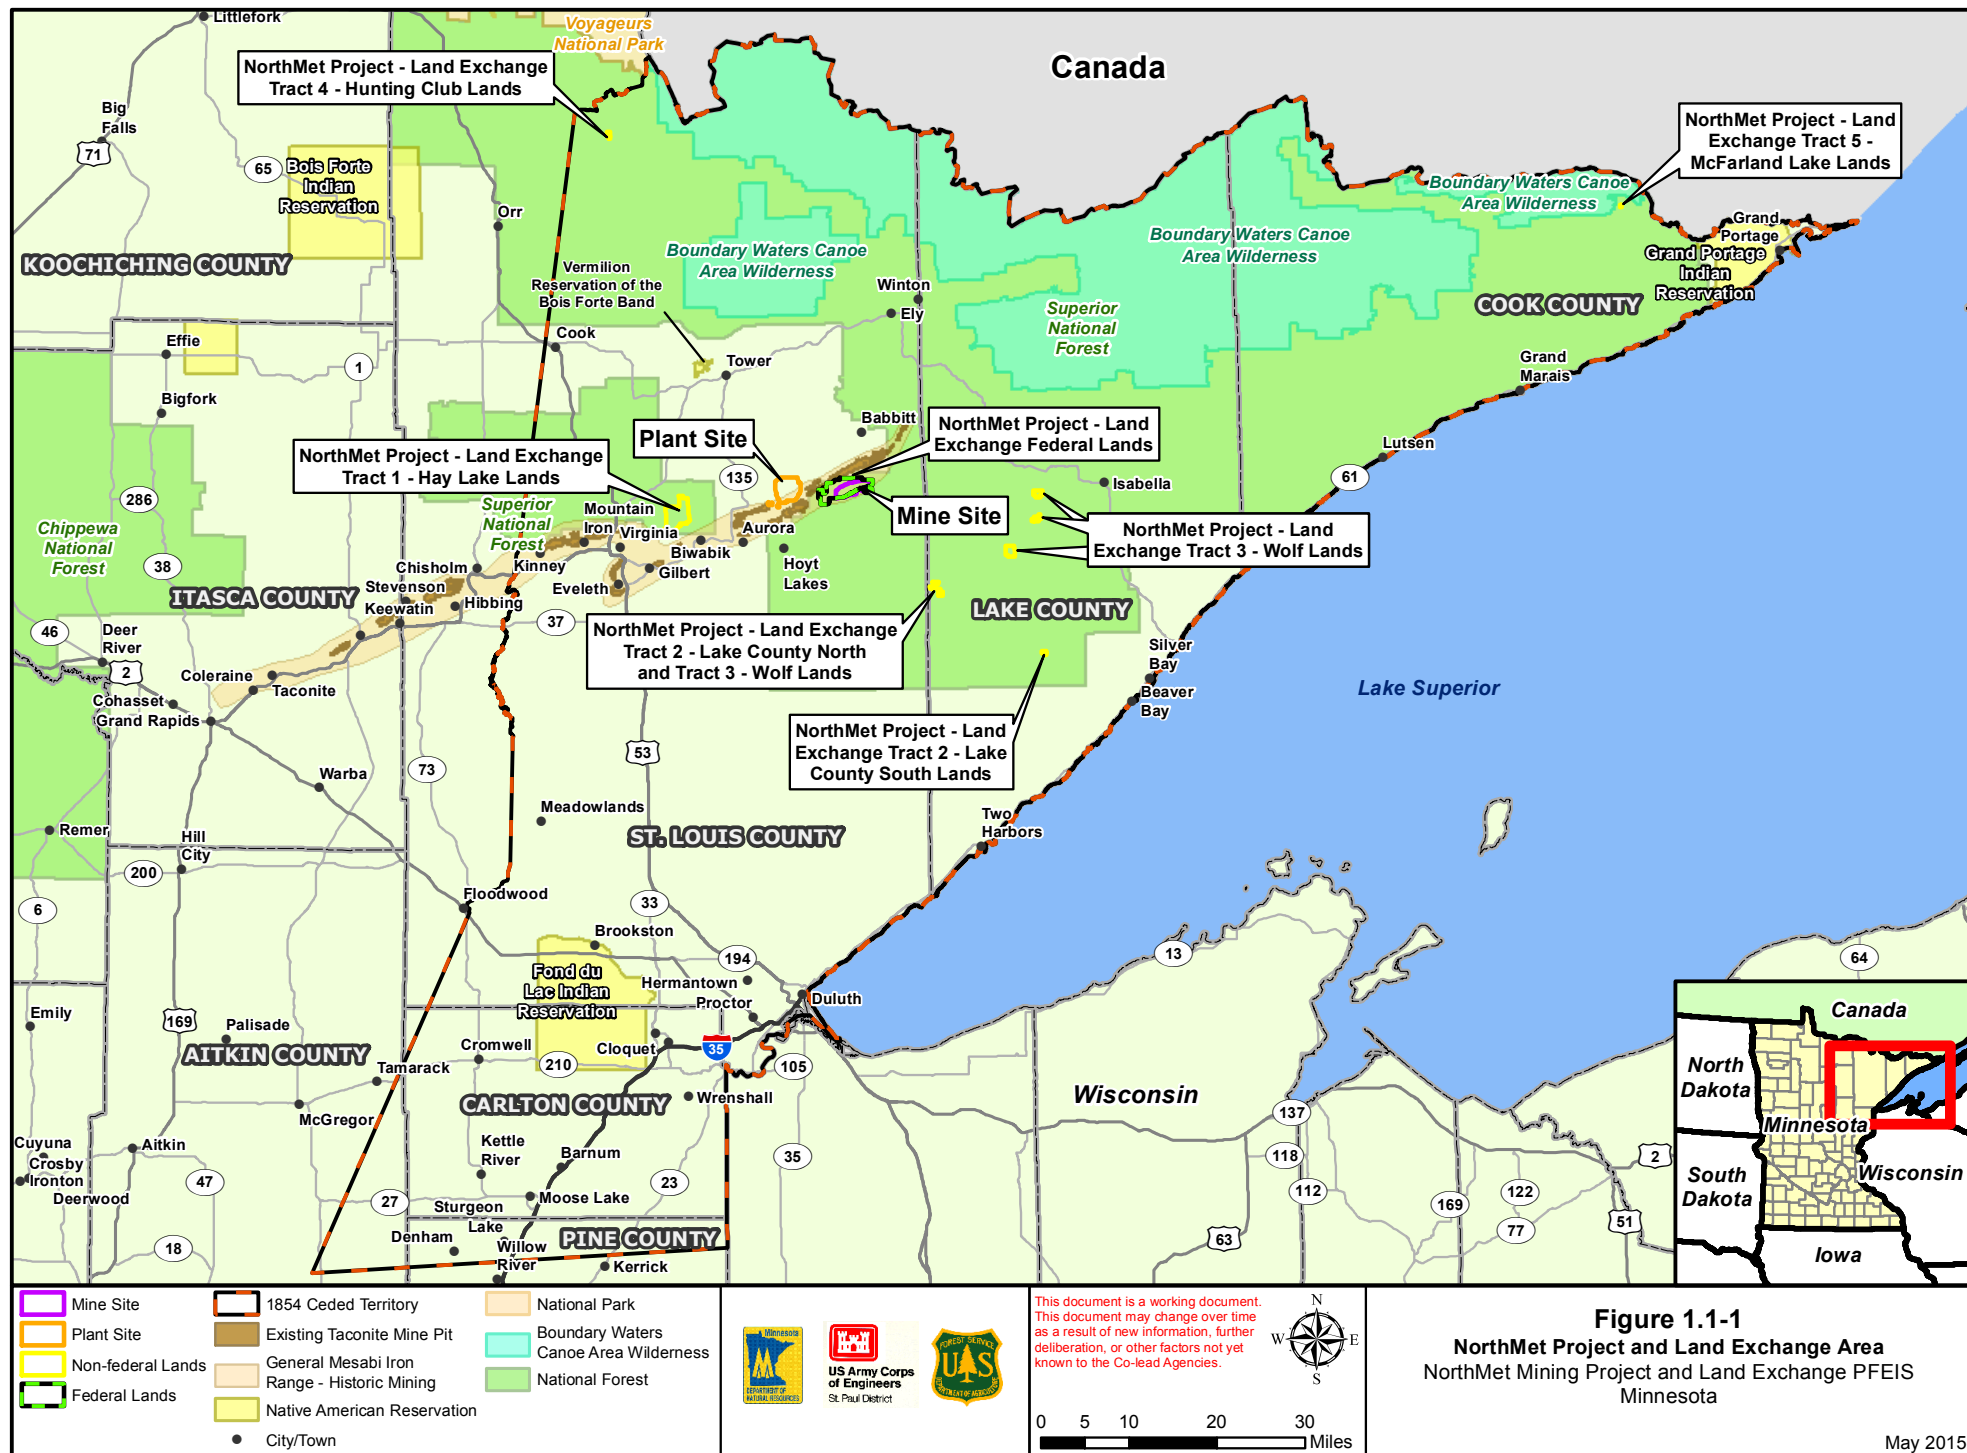 Littlefork
Voyageurs
National Park
Canada
NorthMet Project - Land Exchange
Tract 4 - Hunting Club Lands
Big
Falls
71
65
Bois Forte
Indian
Reservation
NorthMet Project - Land
Exchange Tract 5 -
McFarland Lake Lands
Boundary Waters Canoe
Area Wilderness
Orr
Grand
Portage
Grand Portage
Indian
Reservation
KOOCHICHING COUNTY
Vermilion
Reservation of the
Bois Forte Band
Boundary Waters Canoe
Area Wilderness
Boundary Waters Canoe
Area Wilderness
Winton
Ely
Superior
National
Forest
COOK COUNTY
Effie
Cook
1
Tower
Grand
Marais
Bigfork
Babbitt
NorthMet Project - Land
Exchange Federal Lands
Plant Site
NorthMet Project - Land Exchange
Tract 1 - Hay Lake Lands
135
Lutsen
61
Isabella
286
Mine Site
Superior
National
Forest
Mountain
Iron
Virginia
Aurora
Biwabik
Hoyt
Lakes
NorthMet Project - Land
Exchange Tract 3 - Wolf Lands
Chippewa
National
Forest
38
Chisholm
Kinney
Gilbert
Stevenson
Eveleth
Keewatin
Hibbing
ITASCA COUNTY
LAKE COUNTY
37
46
Deer
River
2
NorthMet Project - Land Exchange
Tract 2 - Lake County North
and Tract 3 - Wolf Lands
Silver
Bay
Beaver
Bay
Coleraine
Taconite
Cohasset
Grand Rapids
Lake Superior
NorthMet Project - Land
Exchange Tract 2 - Lake
County South Lands
53
73
Warba
Meadowlands
Two
Harbors
Remer
Hill
City
ST. LOUIS COUNTY
200
Floodwood
6
33
Brookston
194
13
64
Fond du
Lac Indian
Reservation
Hermantown
Proctor
Duluth
Emily
169
Palisade
AITKIN COUNTY
Cromwell
210
Cloquet
35
105
Tamarack
Wisconsin
CARLTON COUNTY
Wrenshall
McGregor
137
Cuyuna
Crosby
Ironton
Deerwood
Aitkin
Kettle
River
Barnum
35
118
2
47
27
Moose Lake
23
112
169
122
Sturgeon
Lake
77
51
18
Denham
Willow
River
PINE COUNTY
Kerrick
63
Canada
North
Dakota
Minnesota
South
Dakota
Wisconsin
Iowa
Mine Site
Plant Site
Non-federal Lands
Federal Lands
1854 Ceded Territory
Existing Taconite Mine Pit
General Mesabi Iron
Range - Historic Mining
Native American Reservation
City/Town
National Park
Boundary Waters
Canoe Area Wilderness
National Forest
Minnesota
DEPARTMENT OF
NATURAL RESOURCES
US Army Corps
of Engineers
St. Paul District
FOREST SERVICE
U S
DEPARTMENT OF AGRICULTURE
This document is a working document.
This document may change over time
as a result of new information, further
deliberation, or other factors not yet
known to the Co-lead Agencies.
N
W E
S
0 5 10 20 30
Miles
Figure 1.1-1
NorthMet Project and Land Exchange Area
NorthMet Mining Project and Land Exchange PFEIS
Minnesota
May 2015